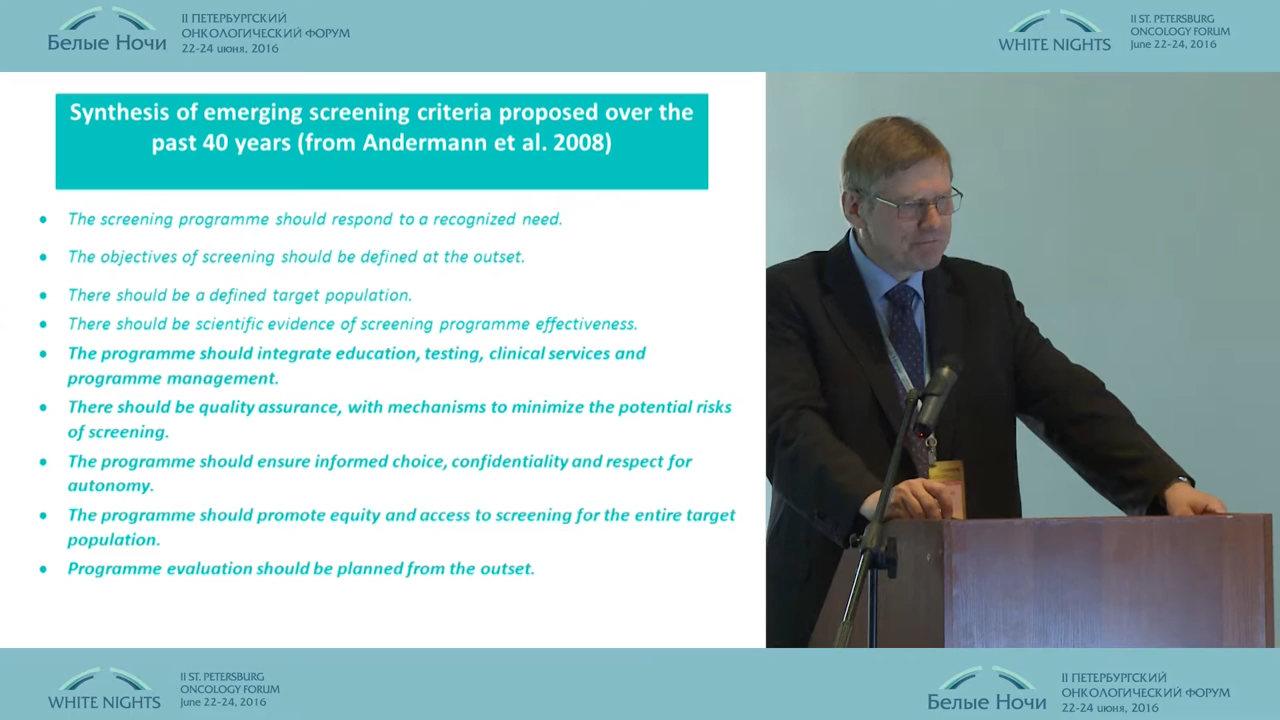 Белые Ночи
II ПЕТЕРБУРГСКИЙ
ОНКОЛОГИЧЕСКИЙ ФОРУМ
22-24 июня, 2016
WHITE NIGHTS
II ST. PETERSBURG
ONCOLOGY FORUM
June 22-24, 2016
Synthesis of emerging screening criteria proposed over the
past 40 years (from Andermann et al. 2008)
• The screening programme should respond to a recognized need.
• The objectives of screening should be defined at the outset.
• There should be a defined target population.
• There should be scientific evidence of screening programme effectiveness.
• The programme should integrate education, testing, clinical services and
programme management.
• There should be quality assurance, with mechanisms to minimize the potential risks
of screening.
• The programme should ensure informed choice, confidentiality and respect for
autonomy.
• The programme should promote equity and access to screening for the entire target
population.
• Programme evaluation should be planned from the outset.
WHITE NIGHTS
II ST. PETERSBURG
ONCOLOGY FORUM
June 22-24, 2016
Белые Ночи
II ПЕТЕРБУРГСКИЙ
ОНКОЛОГИЧЕСКИЙ ФОРУМ
22-24 июня, 2016